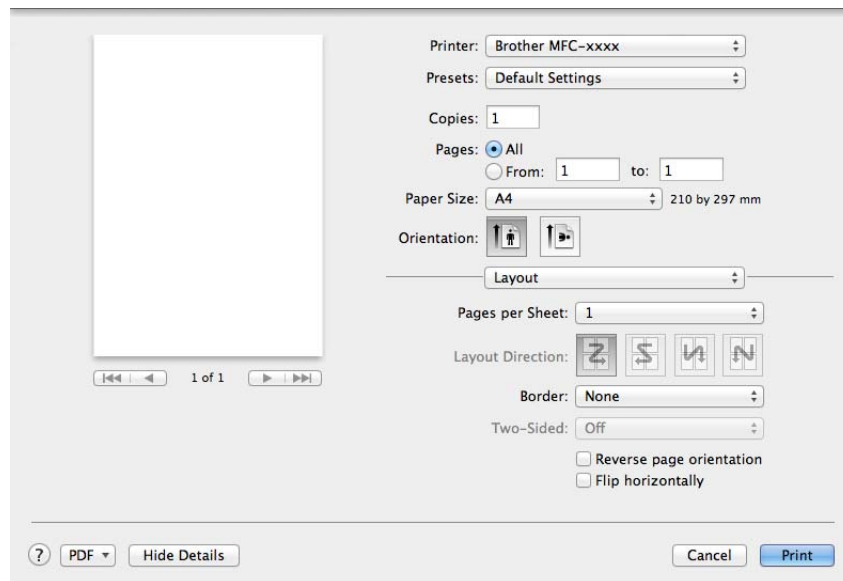 Printer: Brother MFC-xxxx
Presets: Default Settings
Copies: 1
Pages: All
From: 1 to: 1
Paper Size: A4 210 by 297 mm
Orientation:
Layout
Pages per Sheet: 1
Layout Direction:
1 of 1
Border: None
Two-Sided: Off
Reverse page orientation
Flip horizontally
? PDF Hide Details Cancel Print